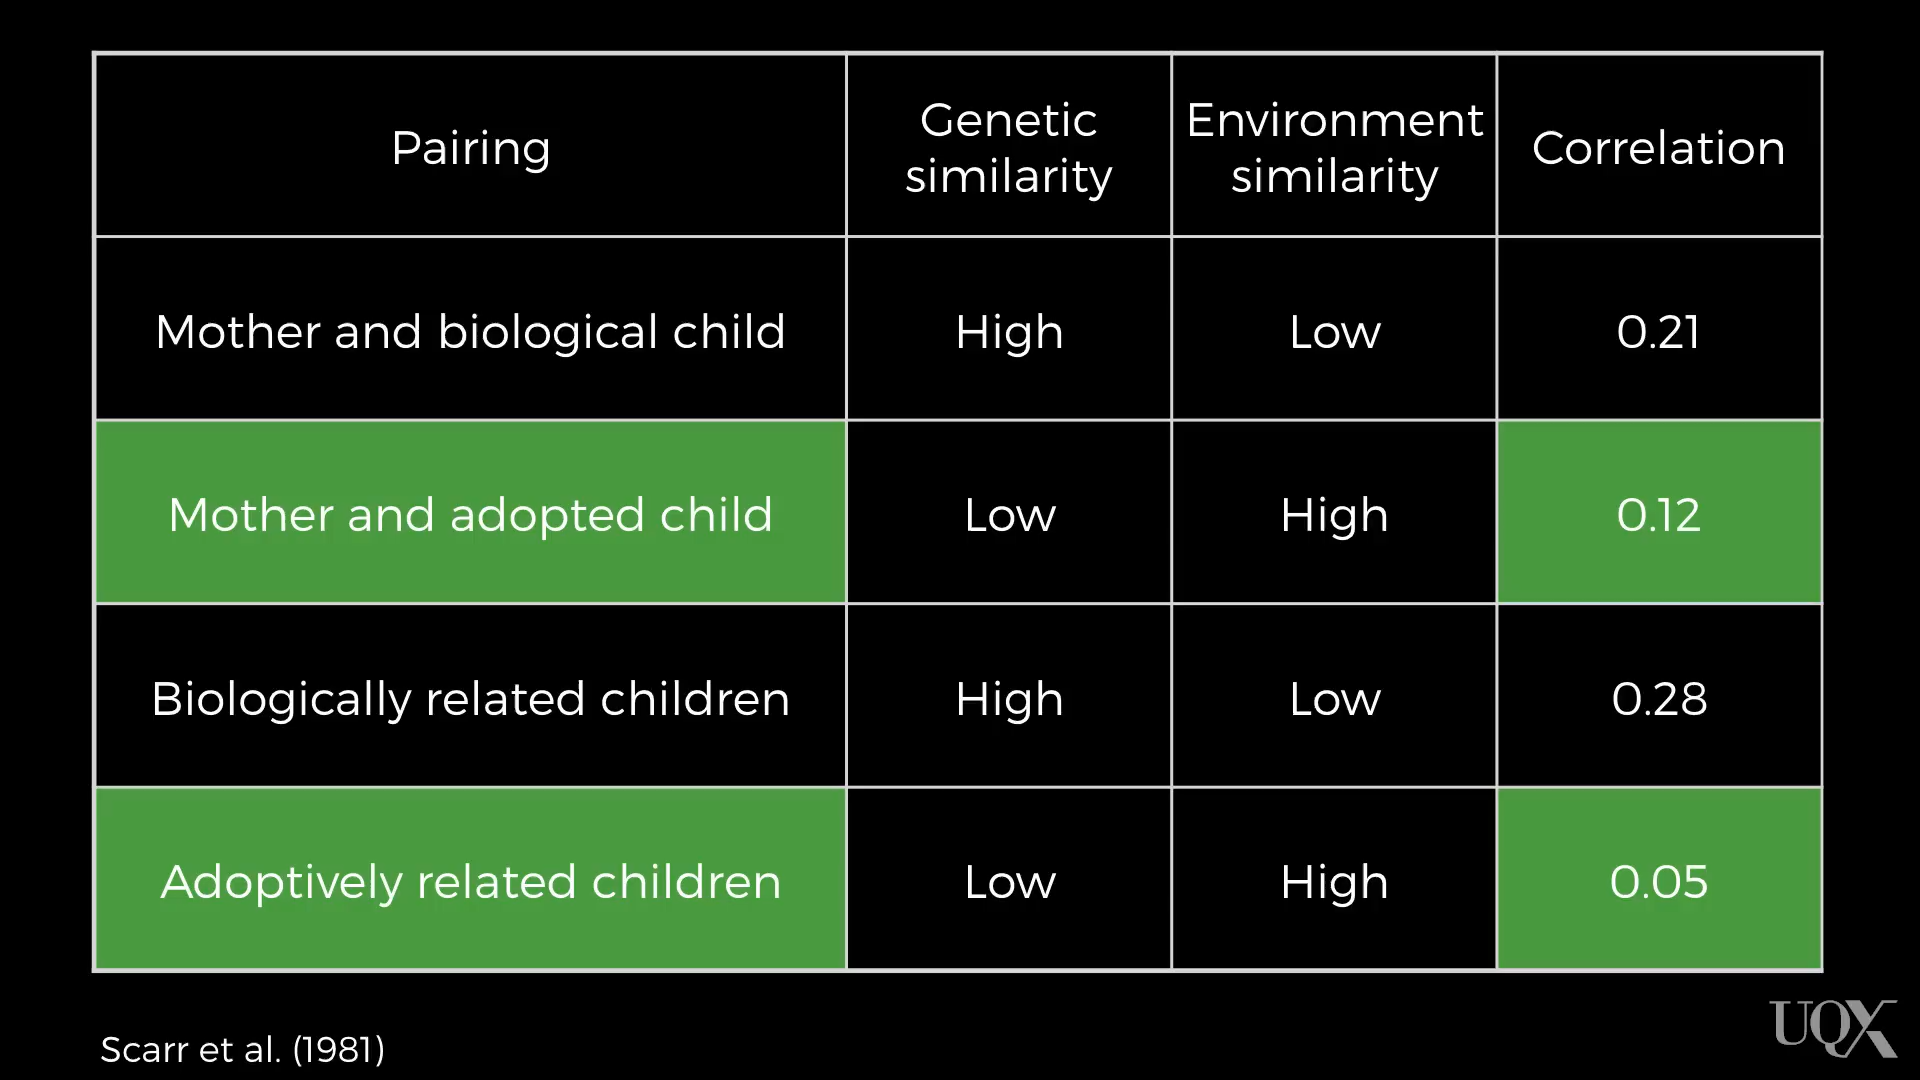 Pairing
Genetic
similarity
Environment
similarity
Correlation
Mother and biological child
High
Low
0.21
Mother and adopted child
Low
High
0.12
Biologically related children
High
Low
0.28
Adoptively related children
Low
High
0.05
Scarr et al. (1981)
UQX